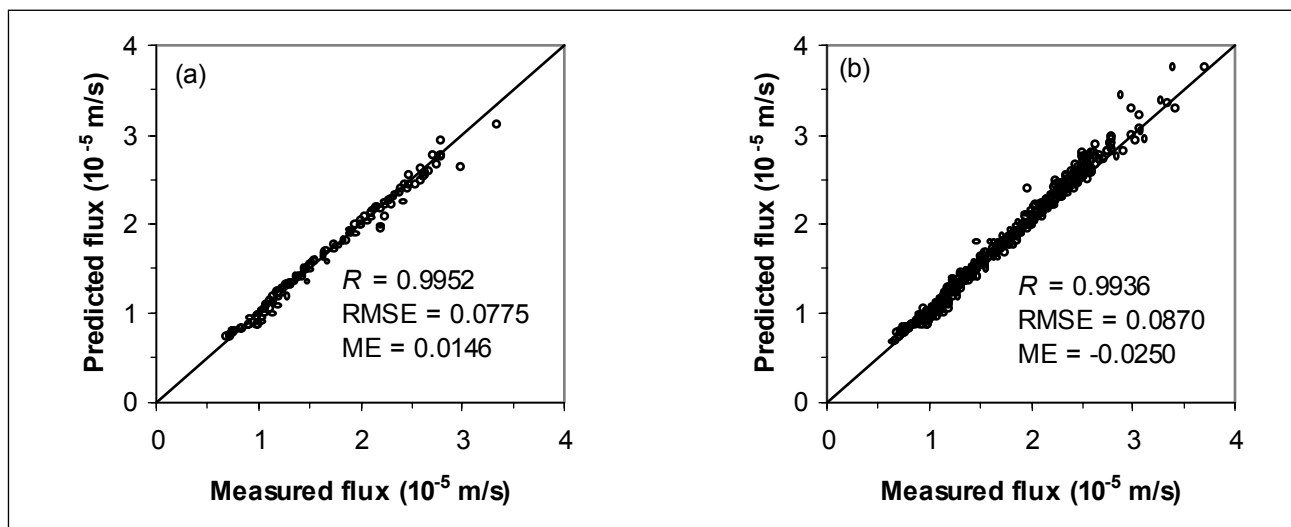 (a)
Predicted flux (10⁻⁵ m/s)
4
3
2
1
0
R = 0.9952
RMSE = 0.0775
ME = 0.0146
0 1 2 3 4
Measured flux (10⁻⁵ m/s)
(b)
Predicted flux (10⁻⁵ m/s)
4
3
2
1
0
R = 0.9936
RMSE = 0.0870
ME = -0.0250
0 1 2 3 4
Measured flux (10⁻⁵ m/s)